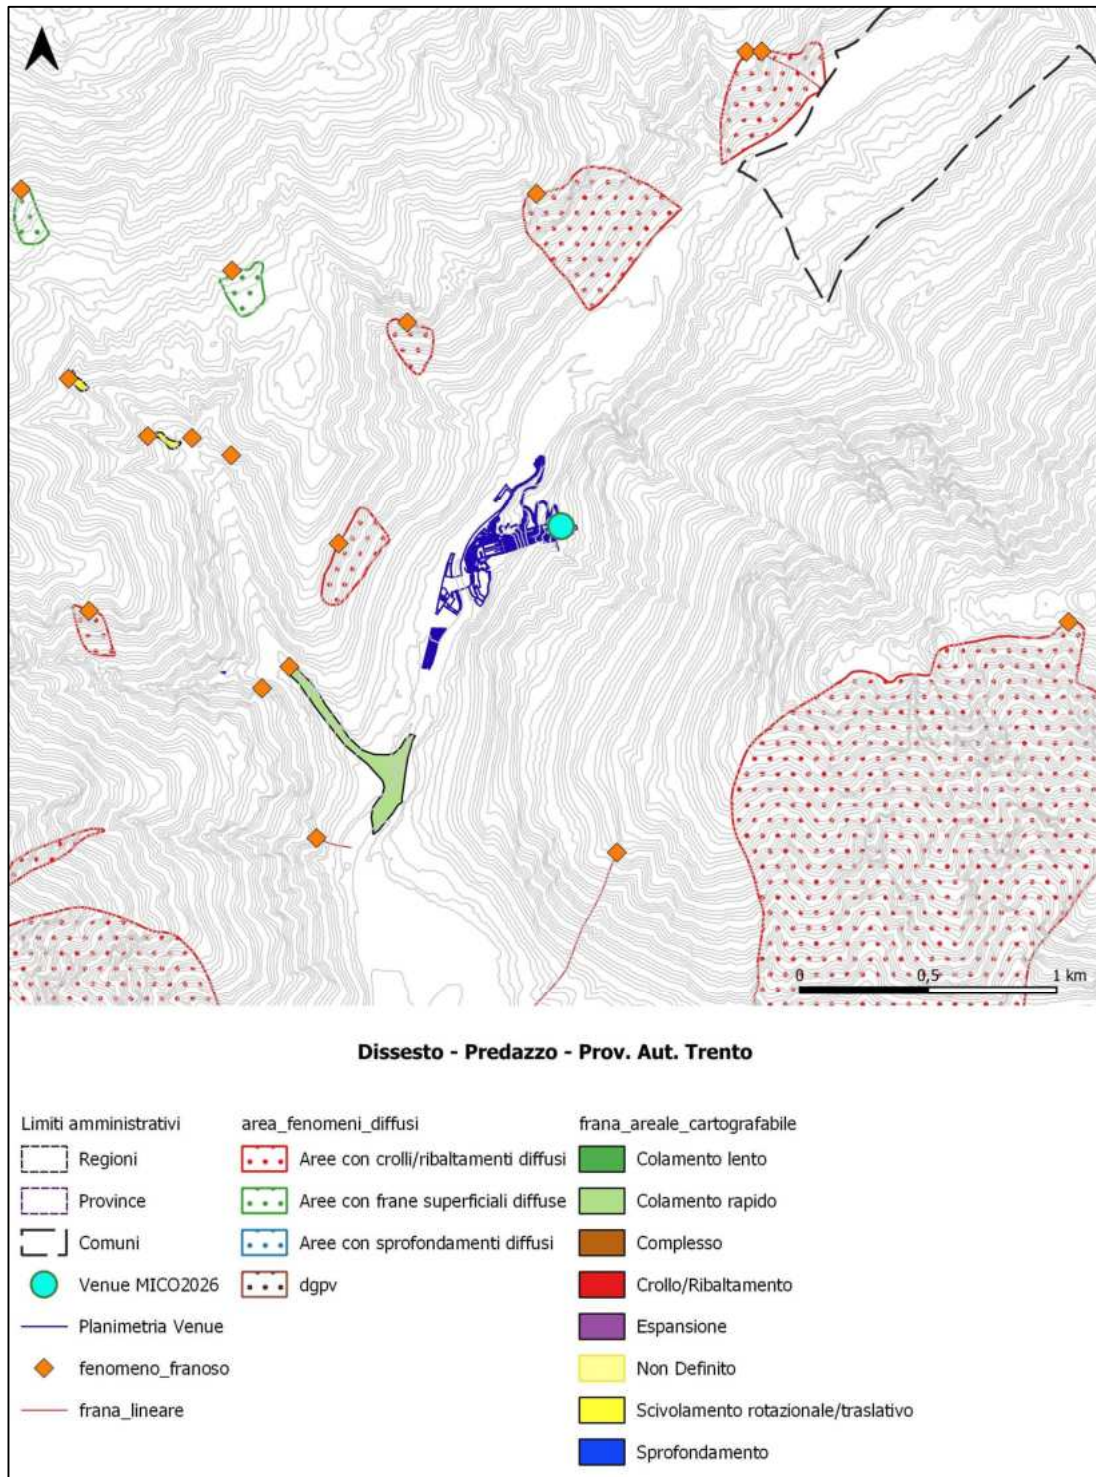 0 0,5 1 km
Dissesto - Predazzo - Prov. Aut. Trento
Limiti amministrativi
Regioni
Province
Comuni
Venue MICO2026
Planimetria Venue
fenomeno_franoso
frana_lineare
area_fenomeni_diffusi
Aree con crolli/ribaltamenti diffusi
Aree con frane superficiali diffuse
Aree con sprofondamenti diffusi
dgpv
frana_areale_cartografabile
Colamento lento
Colamento rapido
Complesso
Crollo/Ribaltamento
Espansione
Non Definito
Scivolamento rotazionale/traslativo
Sprofondamento